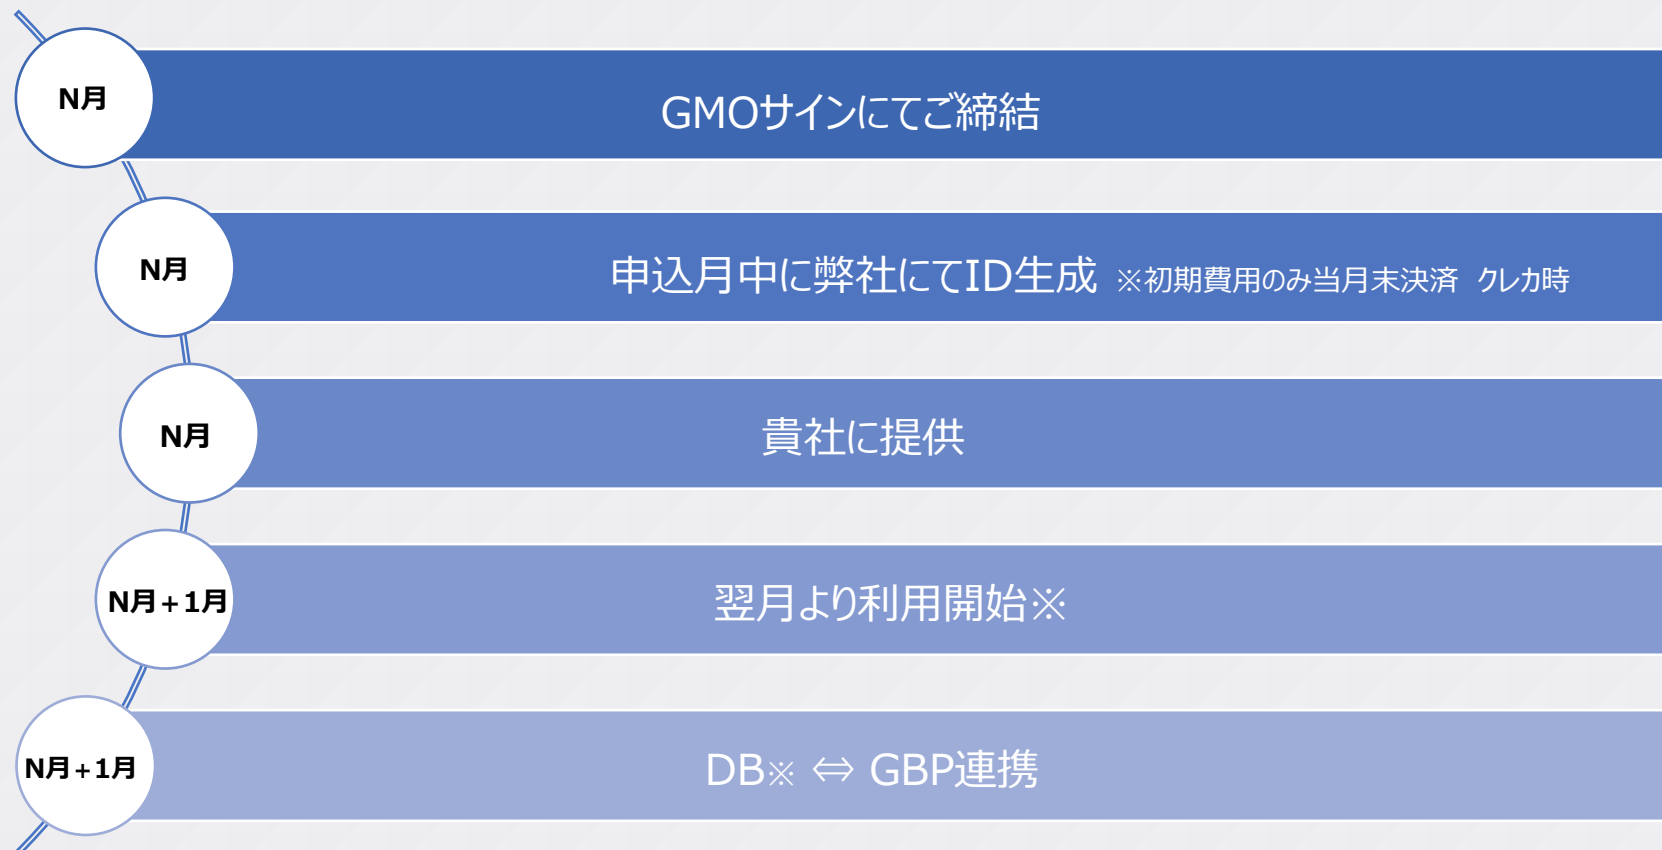 N月
GMOサインにてご締結
N月
申込月中に弊社にてID生成 ※初期費用のみ当月末決済 クレカ時
N月
貴社に提供
N月+1月
翌月より利用開始※
N月+1月
DB※ ⇔ GBP連携